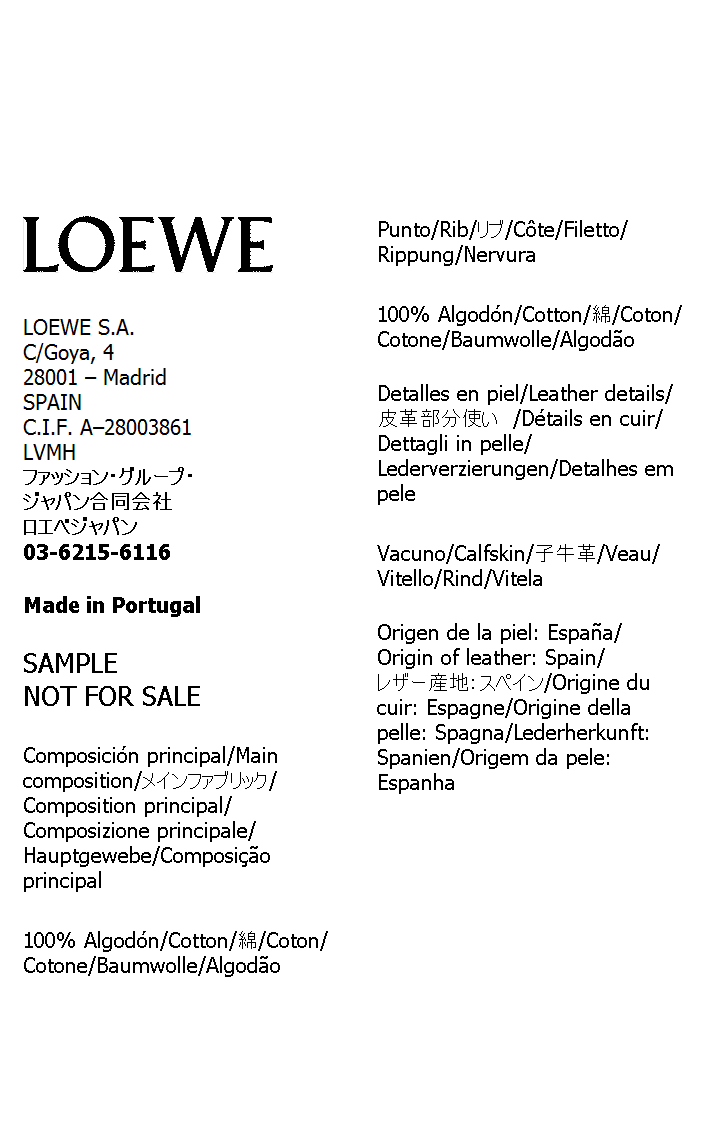 LOEWE
LOEWE S.A.
C/Goya, 4
28001 – Madrid
SPAIN
C.I.F. A–28003861
LVMH
ファッション・グループ・
ジャパン合同会社
ロエベジャパン
03-6215-6116
Made in Portugal
SAMPLE
NOT FOR SALE
Composición principal/Main
composition/メインファブリック/
Composition principal/
Composizione principale/
Hauptgewebe/Composição
principal
100% Algodón/Cotton/綿/Coton/
Cotone/Baumwolle/Algodão
Punto/Rib/リブ/Côte/Filetto/
Rippung/Nervura
100% Algodón/Cotton/綿/Coton/
Cotone/Baumwolle/Algodão
Detalles en piel/Leather details/
皮革部分使い /Détails en cuir/
Dettagli in pelle/
Lederverzierungen/Detalhes em
pele
Vacuno/Calfskin/子牛革/Veau/
Vitello/Rind/Vitela
Origen de la piel: España/
Origin of leather: Spain/
レザー産地: スペイン/Origine du
cuir: Espagne/Origine della
pelle: Spagna/Lederherkunft:
Spanien/Origem da pele:
Espanha